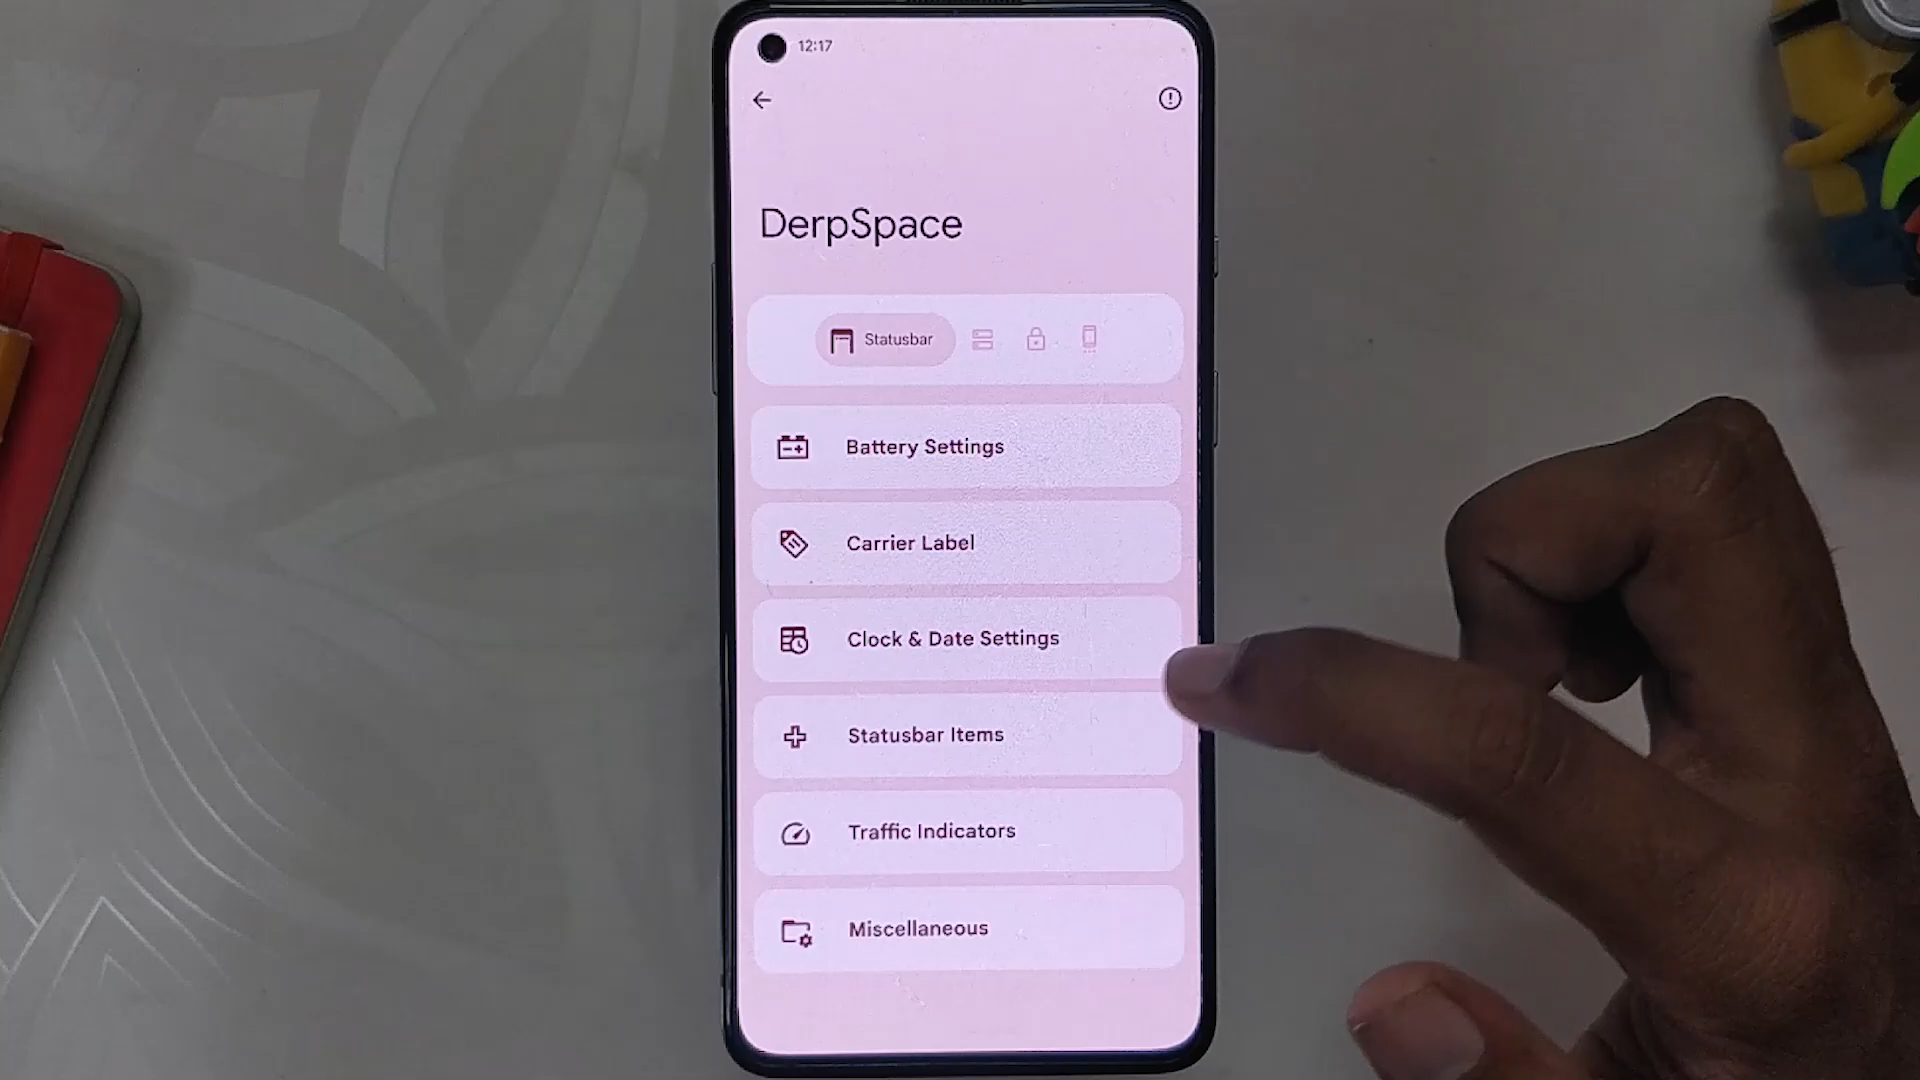 12:17
DerpSpace
Statusbar
Battery Settings
Carrier Label
Clock & Date Settings
Statusbar Items
Traffic Indicators
Miscellaneous